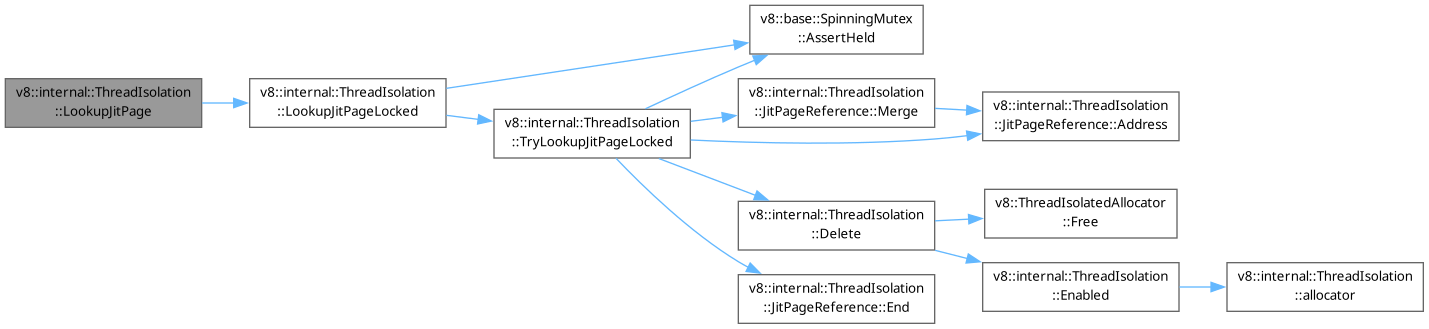 v8::internal::ThreadIsolation
::LookupJitPage
v8::internal::ThreadIsolation
::LookupJitPageLocked
v8::base::SpinningMutex
::AssertHeld
v8::internal::ThreadIsolation
::TryLookupJitPageLocked
v8::internal::ThreadIsolation
::JitPageReference::Merge
v8::internal::ThreadIsolation
::JitPageReference::Address
v8::internal::ThreadIsolation
::Delete
v8::ThreadIsolatedAllocator
::Free
v8::internal::ThreadIsolation
::Enabled
v8::internal::ThreadIsolation
::allocator
v8::internal::ThreadIsolation
::JitPageReference::End